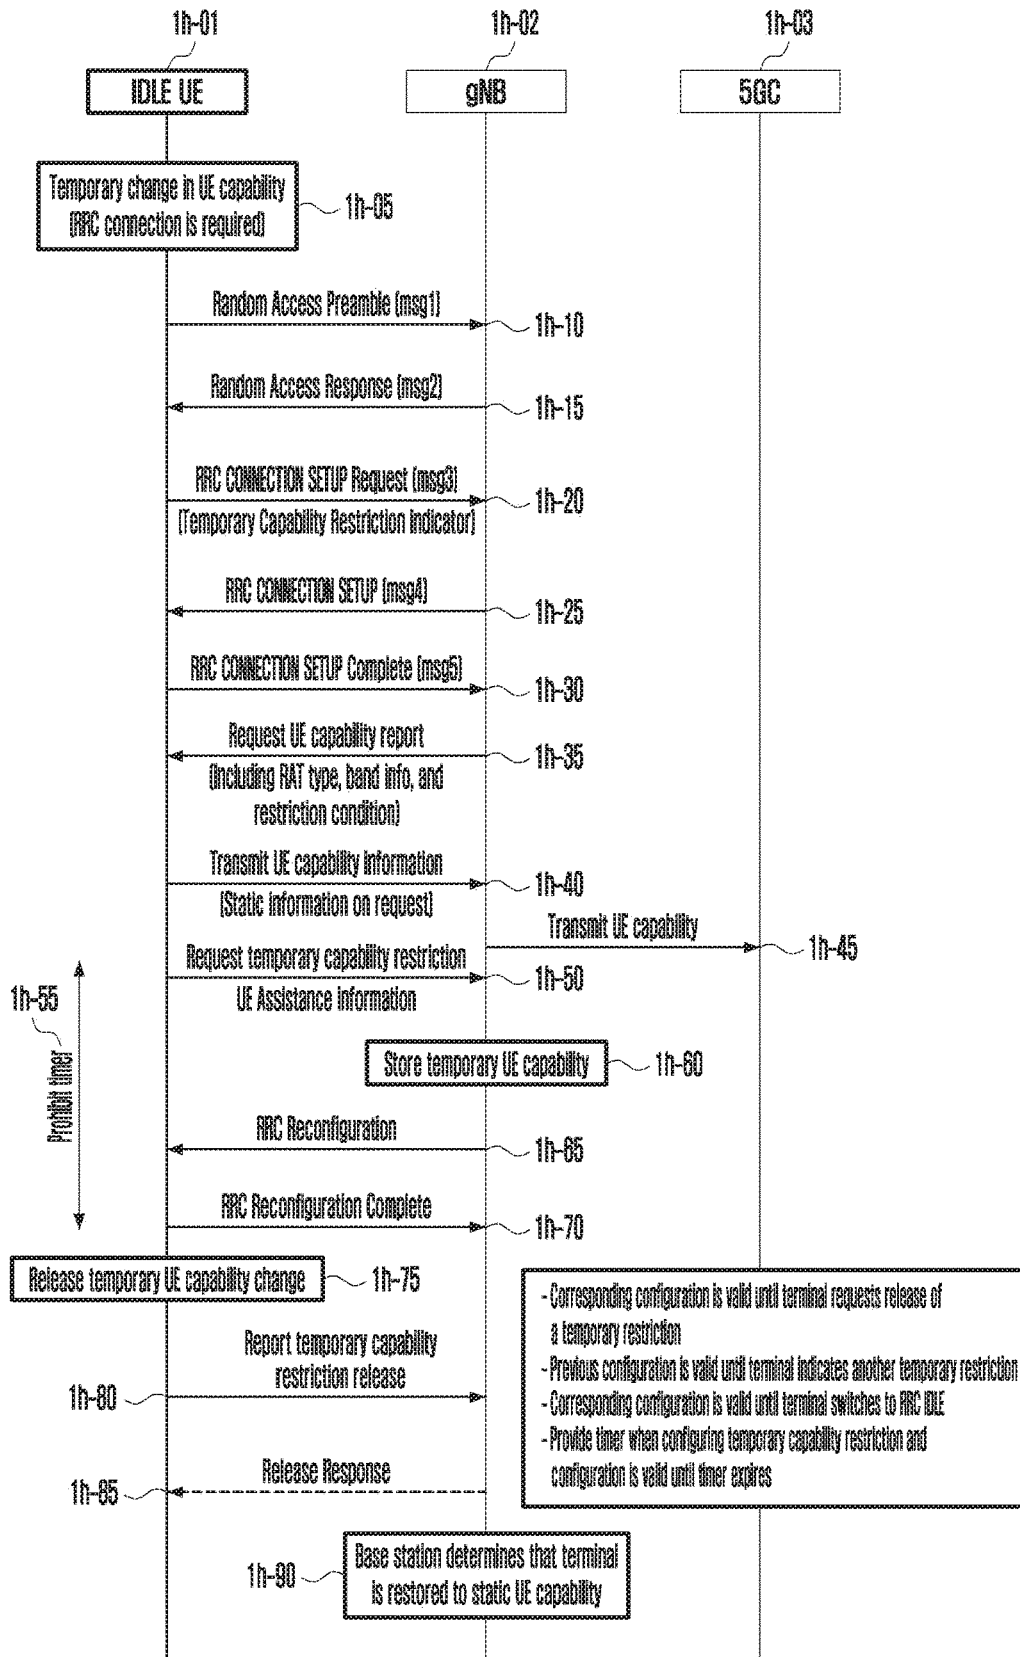 1h-01
1h-02
1h-03
IDLE UE
gNB
5GC
Temporary change in UE capability
(RRC connection is required)
1h-05
Random Access Preamble (msg1)
1h-10
Random Access Response (msg2)
1h-15
RRC CONNECTION SETUP Request (msg3)
(Temporary Capability Restriction Indicator)
1h-20
RRC CONNECTION SETUP (msg4)
1h-25
RRC CONNECTION SETUP Complete (msg5)
1h-30
Request UE capability report
(Including RAT type, band info, and
restriction condition)
1h-35
Transmit UE capability information
(Static information on request)
1h-40
Transmit UE capability
1h-45
Request temporary capability restriction
UE Assistance Information
1h-50
1h-55
Prohibit timer
Store temporary UE capability
1h-60
RRC Reconfiguration
1h-65
RRC Reconfiguration Complete
1h-70
Release temporary UE capability change
1h-75
- Corresponding configuration is valid until terminal requests release of
a temporary restriction
- Previous configuration is valid until terminal indicates another temporary restriction
- Corresponding configuration is valid until terminal switches to RRC IDLE
- Provide timer when configuring temporary capability restriction and
configuration is valid until timer expires
Report temporary capability
restriction release
1h-80
Release Response
1h-85
Base station determines that terminal
is restored to static UE capability
1h-90